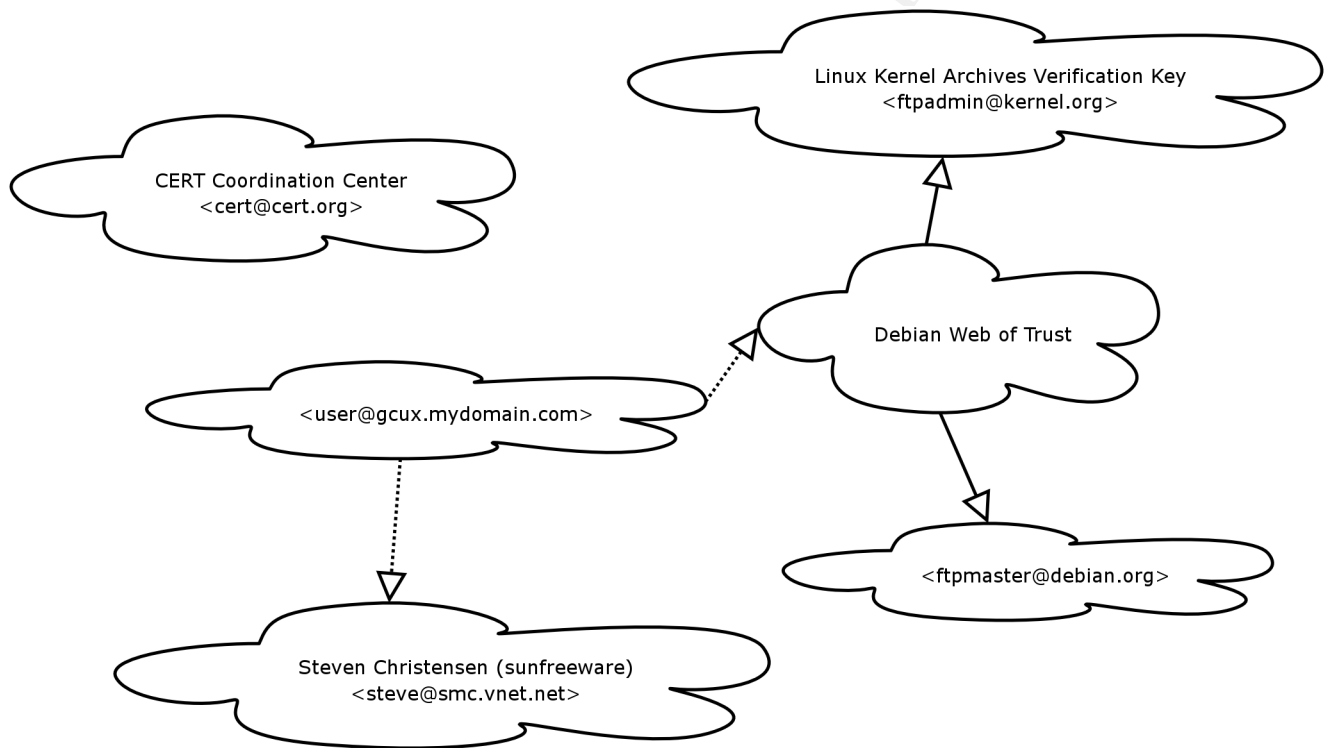 Linux Kernel Archives Verification Key
<ftpadmin@kernel.org>
CERT Coordination Center
<cert@cert.org>
Debian Web of Trust
<user@gcux.mydomain.com>
<ftpmaster@debian.org>
Steven Christensen (sunfreeware)
<steve@smc.vnet.net>